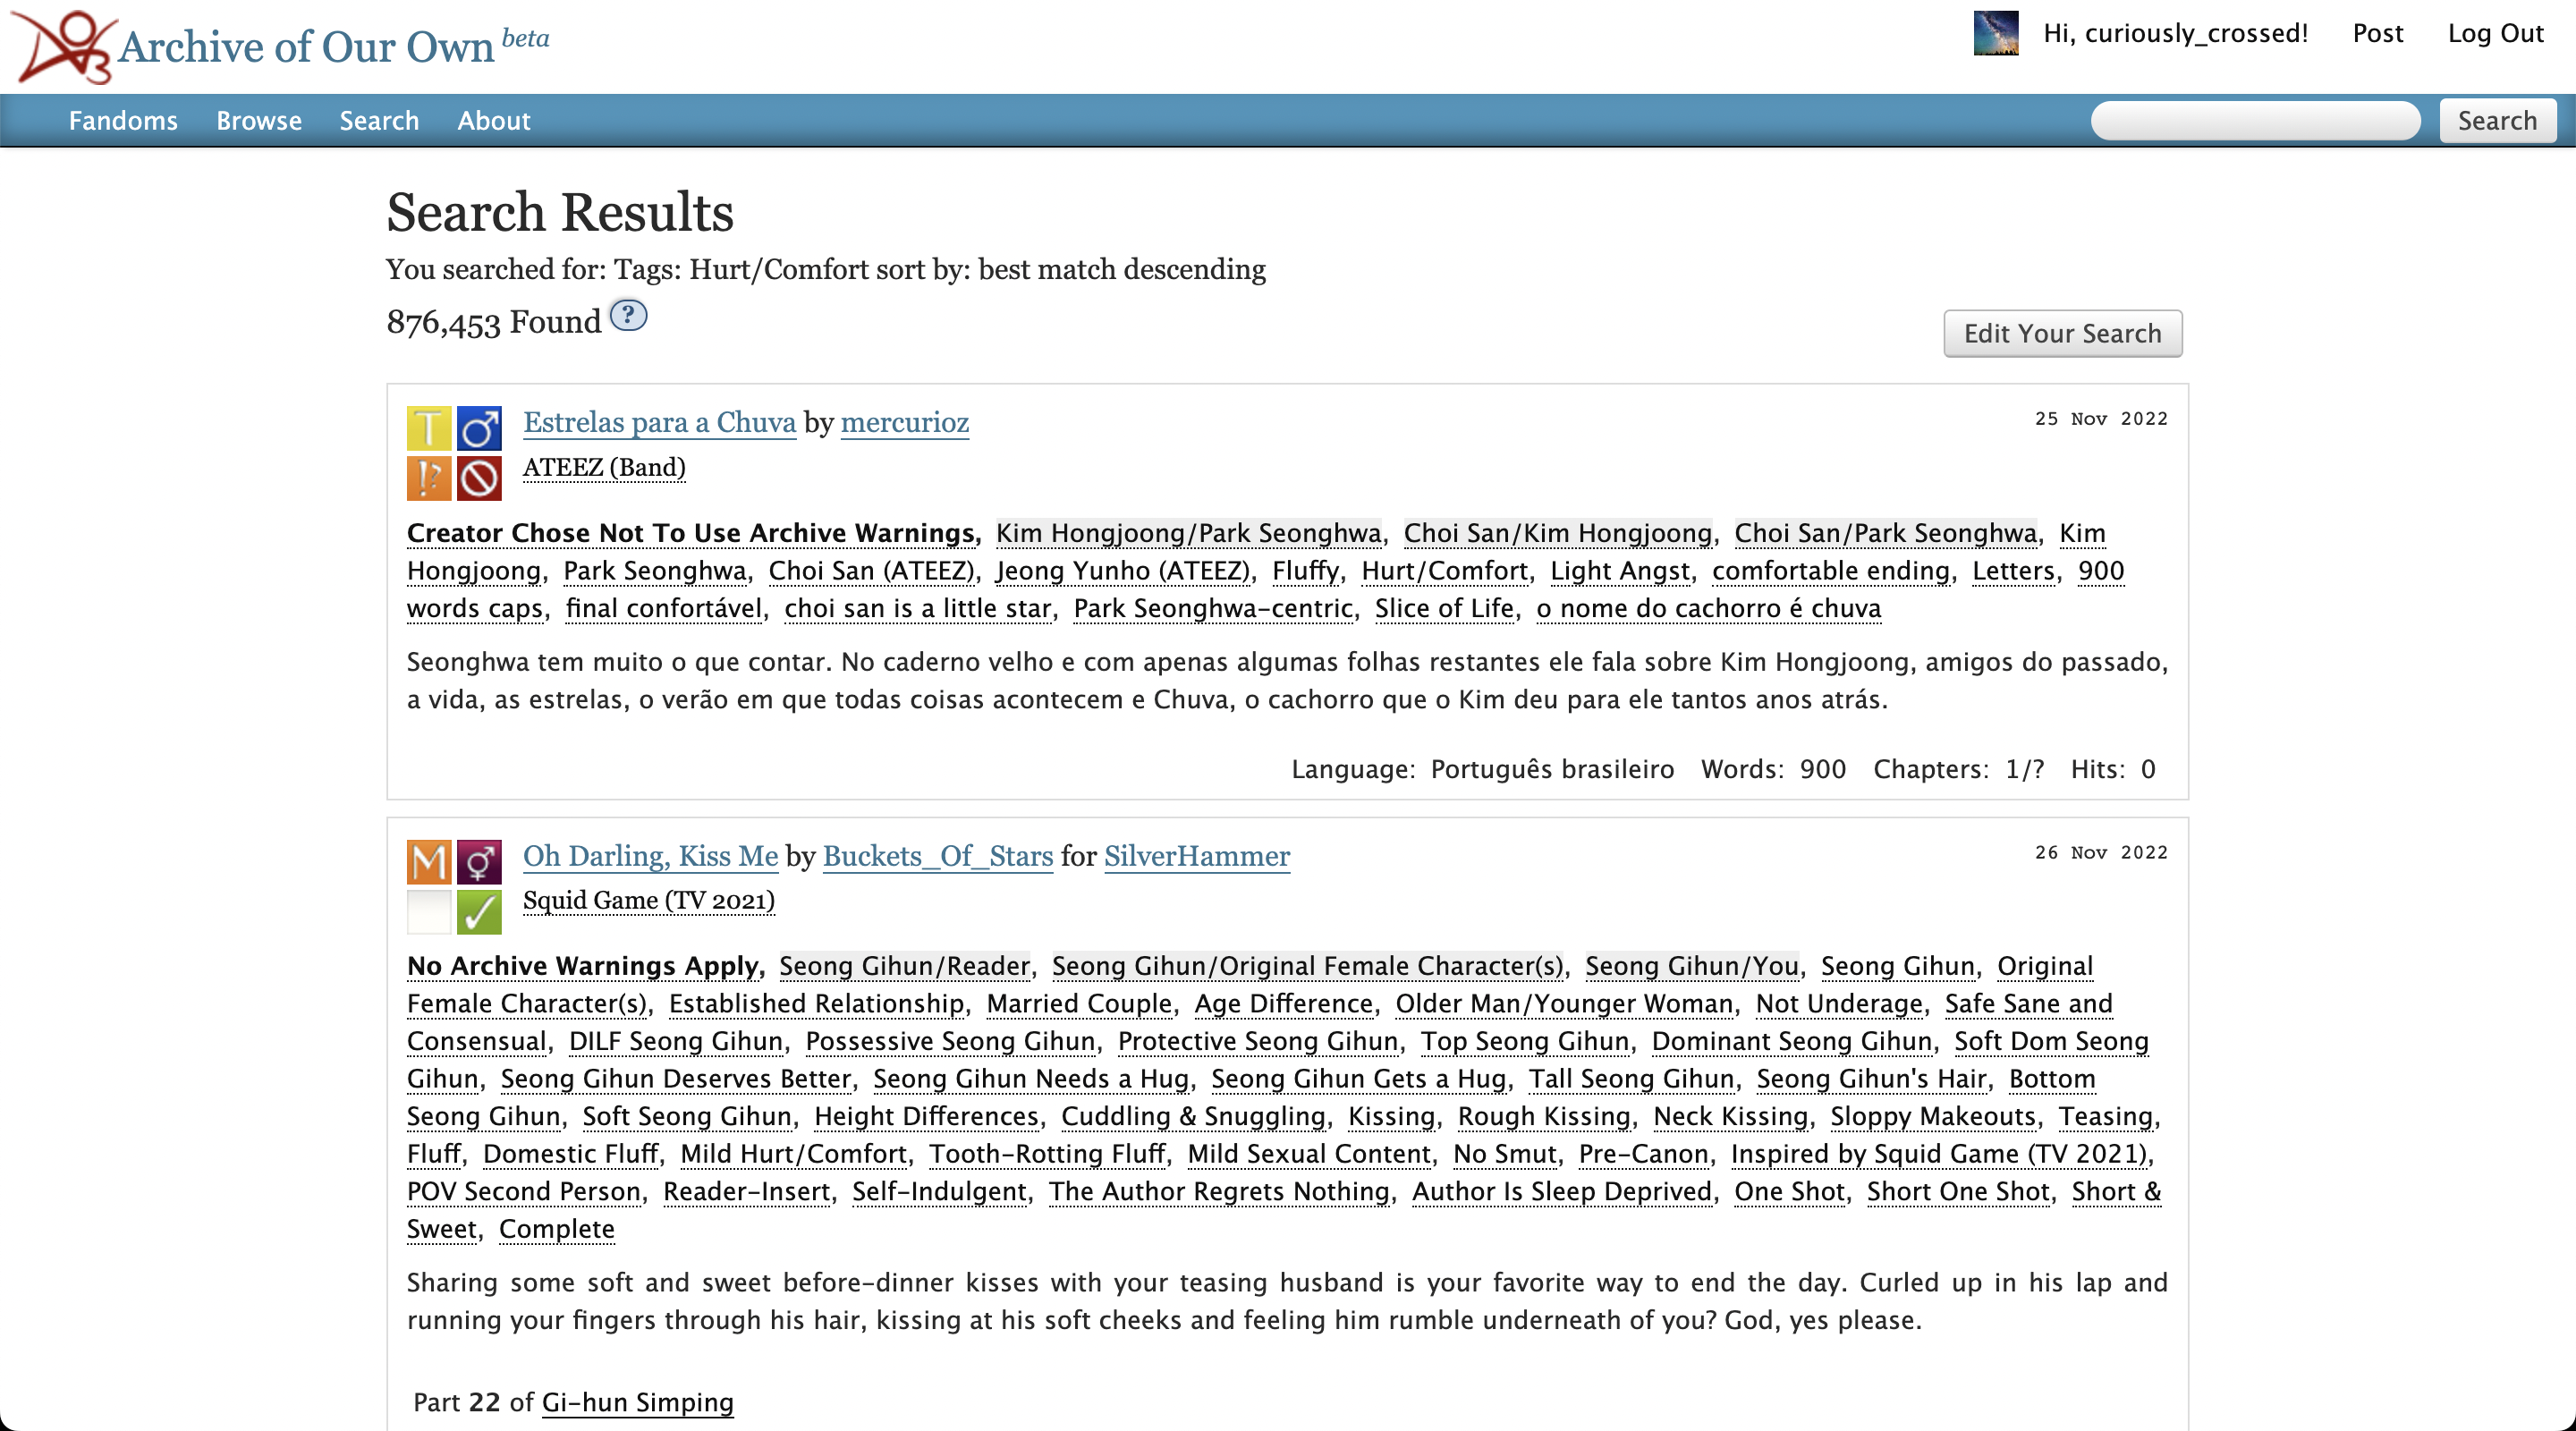 Archive of Our Own beta
Hi, curiously_crossed! Post Log Out
Fandoms Browse Search About Search
Search Results
You searched for: Tags: Hurt/Comfort sort by: best match descending
876,453 Found ?
Edit Your Search
T Estrelas para a Chuva by mercurioz 25 Nov 2022
!? ATEEZ (Band)
Creator Chose Not To Use Archive Warnings, Kim Hongjoong/Park Seonghwa, Choi San/Kim Hongjoong, Choi San/Park Seonghwa, Kim
Hongjoong, Park Seonghwa, Choi San (ATEEZ), Jeong Yunho (ATEEZ), Fluffy, Hurt/Comfort, Light Angst, comfortable ending, Letters, 900
words caps, final confortável, choi san is a little star, Park Seonghwa-centric, Slice of Life, o nome do cachorro é chuva
Seonghwa tem muito o que contar. No caderno velho e com apenas algumas folhas restantes ele fala sobre Kim Hongjoong, amigos do passado,
a vida, as estrelas, o verão em que todas coisas acontecem e Chuva, o cachorro que o Kim deu para ele tantos anos atrás.
Language: Português brasileiro Words: 900 Chapters: 1/? Hits: 0
M Oh Darling, Kiss Me by Buckets_Of_Stars for SilverHammer 26 Nov 2022
Squid Game (TV 2021)
No Archive Warnings Apply, Seong Gihun/Reader, Seong Gihun/Original Female Character(s), Seong Gihun/You, Seong Gihun, Original
Female Character(s), Established Relationship, Married Couple, Age Difference, Older Man/Younger Woman, Not Underage, Safe Sane and
Consensual, DILF Seong Gihun, Possessive Seong Gihun, Protective Seong Gihun, Top Seong Gihun, Dominant Seong Gihun, Soft Dom Seong
Gihun, Seong Gihun Deserves Better, Seong Gihun Needs a Hug, Seong Gihun Gets a Hug, Tall Seong Gihun, Seong Gihun's Hair, Bottom
Seong Gihun, Soft Seong Gihun, Height Differences, Cuddling & Snuggling, Kissing, Rough Kissing, Neck Kissing, Sloppy Makeouts, Teasing,
Fluff, Domestic Fluff, Mild Hurt/Comfort, Tooth-Rotting Fluff, Mild Sexual Content, No Smut, Pre-Canon, Inspired by Squid Game (TV 2021),
POV Second Person, Reader-Insert, Self-Indulgent, The Author Regrets Nothing, Author Is Sleep Deprived, One Shot, Short One Shot, Short &
Sweet, Complete
Sharing some soft and sweet before-dinner kisses with your teasing husband is your favorite way to end the day. Curled up in his lap and
running your fingers through his hair, kissing at his soft cheeks and feeling him rumble underneath of you? God, yes please.
Part 22 of Gi-hun Simping